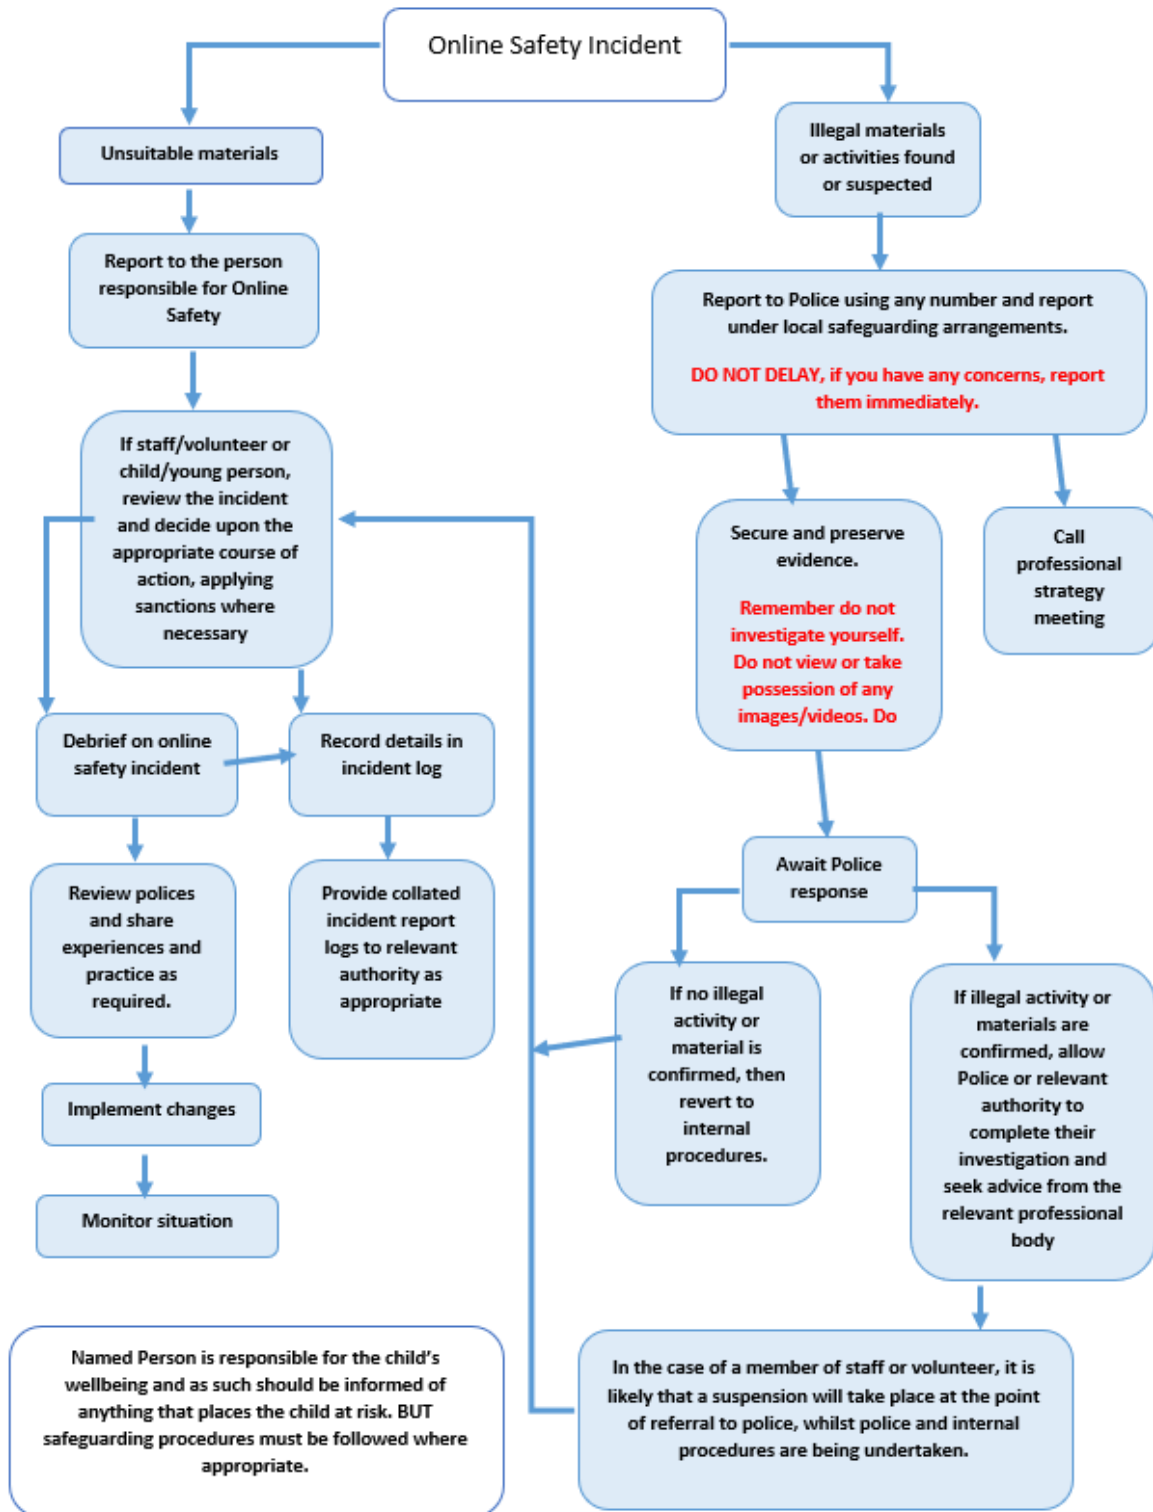 Online Safety Incident
Unsuitable materials
Illegal materials
or activities found
or suspected
Report to the person
responsible for Online
Safety
Report to Police using any number and report
under local safeguarding arrangements.
DO NOT DELAY, if you have any concerns, report
them immediately.
If staff/volunteer or
child/young person,
review the incident
and decide upon the
appropriate course of
action, applying
sanctions where
necessary
Secure and preserve
evidence.
Remember do not
investigate yourself.
Do not view or take
possession of any
images/videos. Do
Call
professional
strategy
meeting
Debrief on online
safety incident
Record details in
incident log
Review polices
and share
experiences and
practice as
required.
Provide collated
incident report
logs to relevant
authority as
appropriate
Await Police
response
If no illegal
activity or
material is
confirmed, then
revert to
internal
procedures.
If illegal activity or
materials are
confirmed, allow
Police or relevant
authority to
complete their
investigation and
seek advice from the
relevant professional
body
Implement changes
Monitor situation
Named Person is responsible for the child's
wellbeing and as such should be informed of
anything that places the child at risk. BUT
safeguarding procedures must be followed where
appropriate.
In the case of a member of staff or volunteer, it is
likely that a suspension will take place at the point
of referral to police, whilst police and internal
procedures are being undertaken.